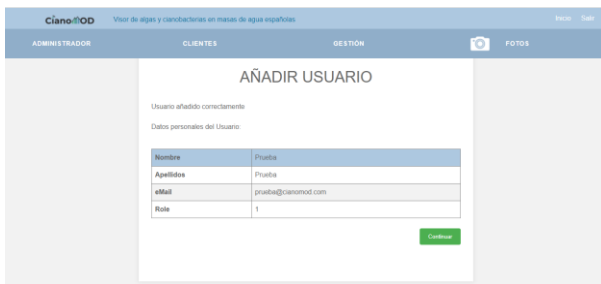 CianoMOD Visor de algas y cianobacterias en masas de agua españolas Inicio Salir
ADMINISTRADOR CLIENTES GESTIÓN FOTOS
AÑADIR USUARIO
Usuario añadido correctamente
Datos personales del Usuario:
Nombre Prueba
Apellidos Prueba
eMail prueba@cianomod.com
Role 1
Continuar